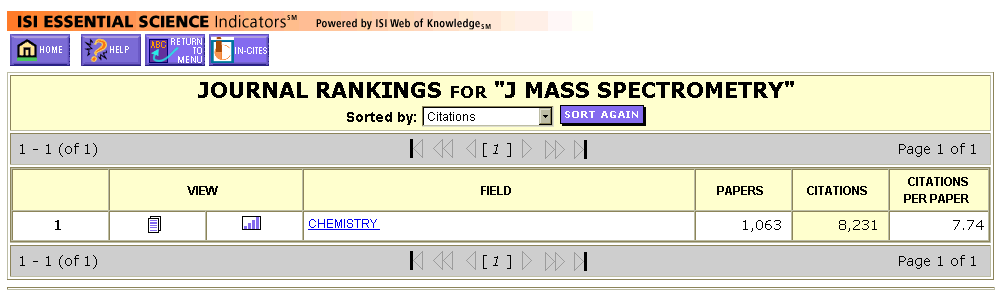 ISI ESSENTIAL SCIENCE Indicators℠ Powered by ISI Web of Knowledge℠
HOME HELP ABC RETURN TO MENU IN-CITES
JOURNAL RANKINGS FOR "J MASS SPECTROMETRY"
Sorted by: Citations SORT AGAIN
1 - 1 (of 1) [ 1 ] Page 1 of 1
VIEW FIELD PAPERS CITATIONS CITATIONS PER PAPER
1 CHEMISTRY 1,063 8,231 7.74
1 - 1 (of 1) [ 1 ] Page 1 of 1